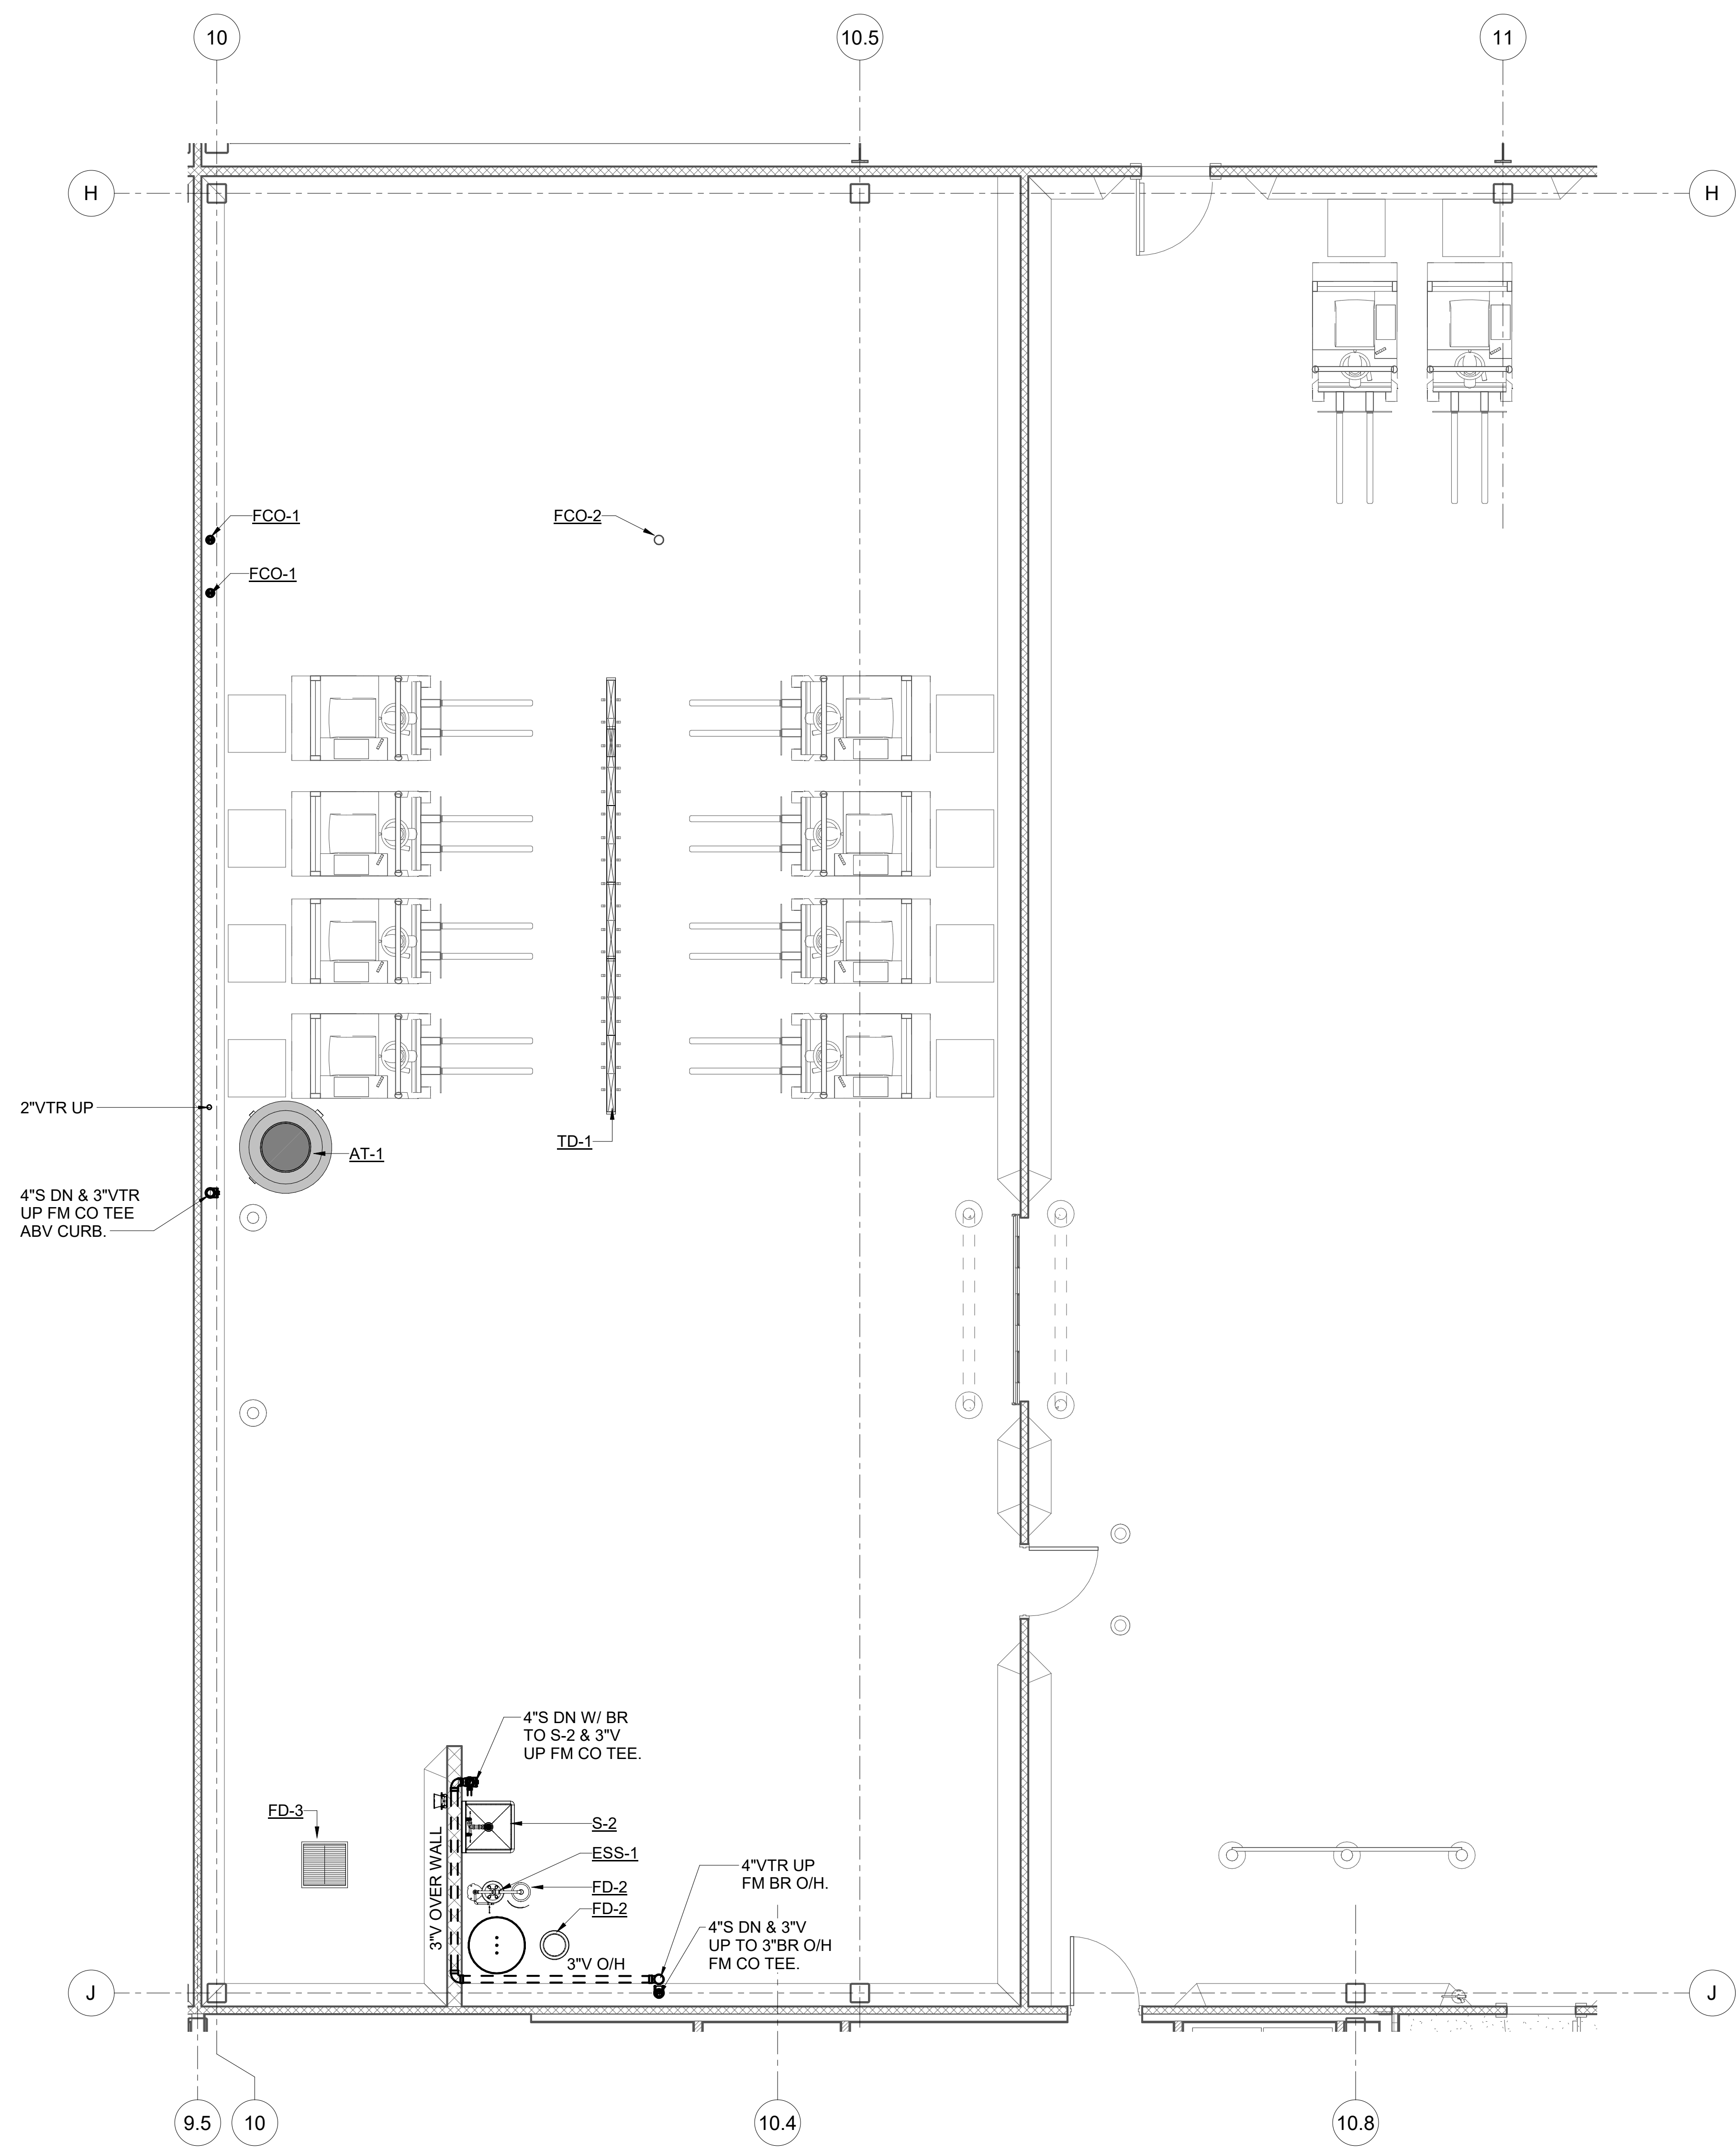 10
10.5
11
H
H
FCO-1
FCO-2
FCO-1
2"VTR UP
TD-1
AT-1
4"S DN & 3"VTR
UP FM CO TEE
ABV CURB.
4"S DN W/ BR
TO S-2 & 3"V
UP FM CO TEE.
FD-3
S-2
ESS-1
3"V OVER WALL
4"VTR UP
FM BR O/H.
FD-2
FD-2
4"S DN & 3"V
UP TO 3"BR O/H
FM CO TEE.
3"V O/H
J
J
9.5
10
10.4
10.8